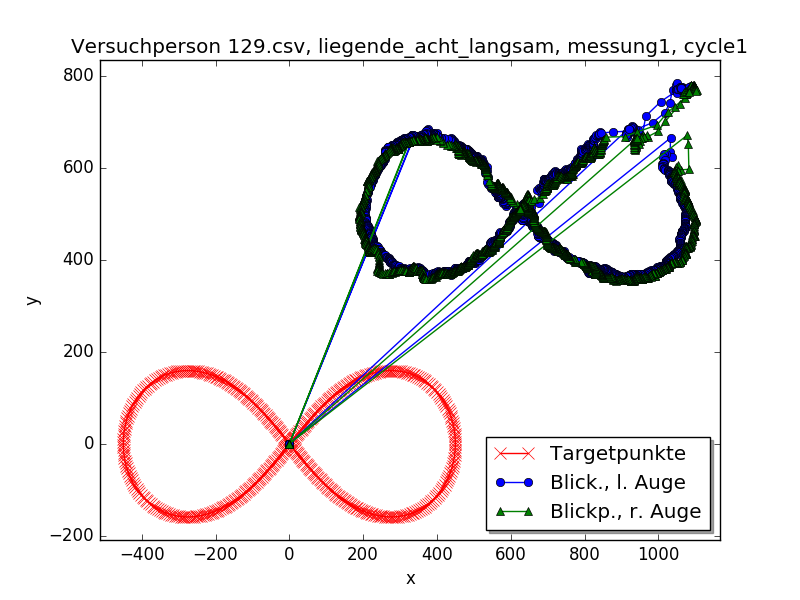 Versuchperson 129.csv, liegende_acht_langsam, messung1, cycle1
800
600
400
200
0
−200
y
−400
−200
0
200
400
600
800
1000
x
Targetpunkte
Blick., l. Auge
Blickp., r. Auge